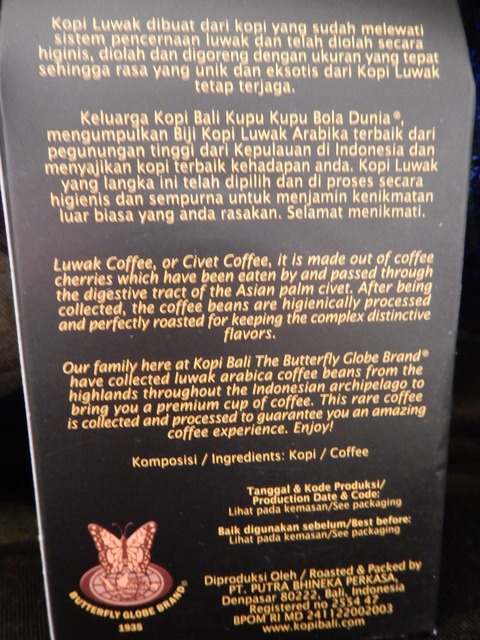 Kopi Luwak dibuat dari kopi yang sudah melewati
sistem pencernaan luwak dan telah diolah secara
higinis, diolah dan digoreng dengan ukuran yang tepat
sehingga rasa yang unik dan eksotis dari Kopi Luwak
tetap terjaga.
Keluarga Kopi Bali Kupu Kupu Bola Dunia®,
mengumpulkan Biji Kopi Luwak Arabika terbaik dari
pegunungan tinggi dari Kepulauan di Indonesia dan
menyajikan kopi terbaik kehadapan anda. Kopi Luwak
yang langka ini telah dipilih dan di proses secara
higienis dan sempurna untuk menjamin kenikmatan
luar biasa yang anda rasakan. Selamat menikmati.
Luwak Coffee, or Civet Coffee, it is made out of coffee
cherries which have been eaten by and passed through
the digestive tract of the Asian palm civet. After being
collected, the coffee beans are higienically processed
and perfectly roasted for keeping the complex distinctive
flavors.
Our family here at Kopi Bali The Butterfly Globe Brand®
have collected luwak arabica coffee beans from the
highlands throughout the Indonesian archipelago to
bring you a premium cup of coffee. This rare coffee
is collected and processed to guarantee you an amazing
coffee experience. Enjoy!
Komposisi / Ingredients: Kopi / Coffee
Tanggal & Kode Produksi/
Production Date & Code:
Lihat pada kemasan/See packaging
Baik digunakan sebelum/Best before:
Lihat pada kemasan/See packaging
Diproduksi Oleh / Roasted & Packed by
PT. PUTRA BHINEKA PERKASA,
Denpasar 80222, Bali, Indonesia
Registered no 2554 47
BPOM RI MD 241122002003
www.kopibali.com
BUTTERFLY GLOBE BRAND®
1935